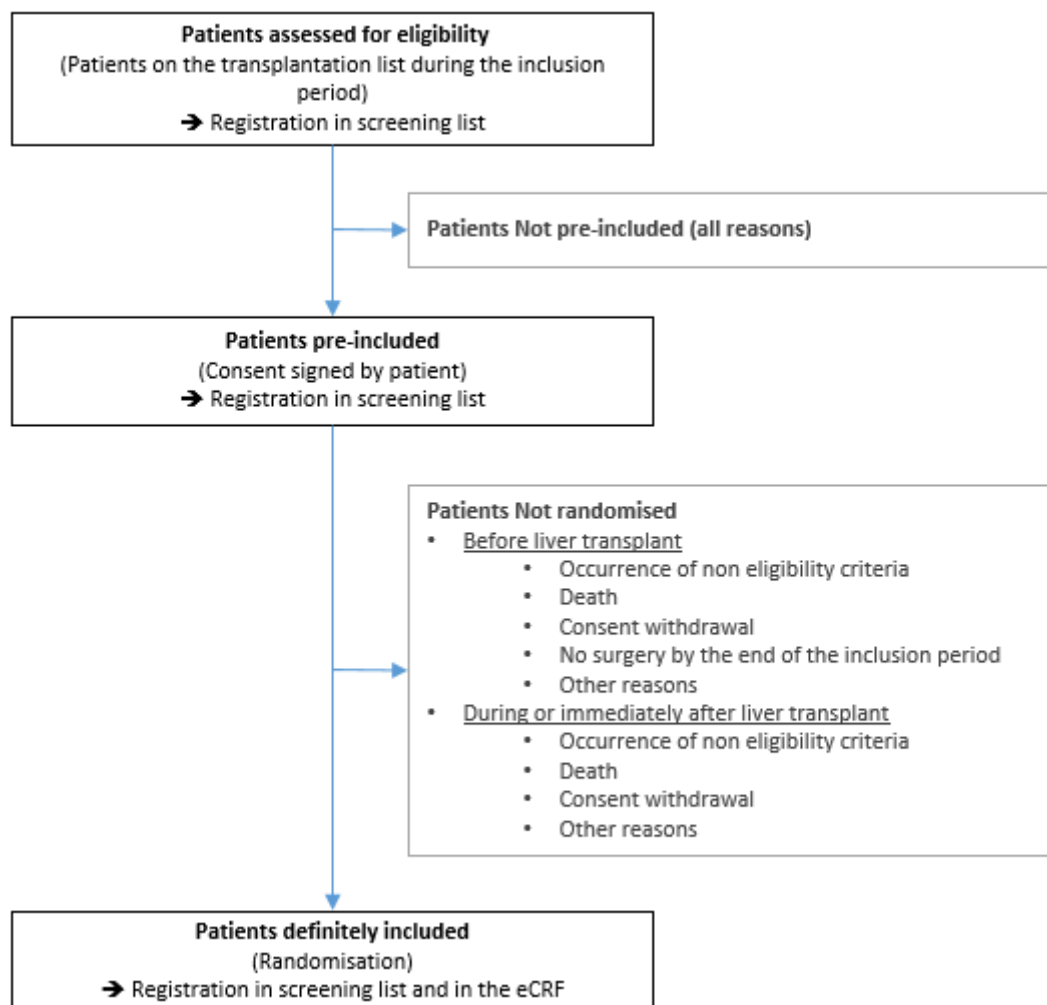 Patients assessed for eligibility
(Patients on the transplantation list during the inclusion
period)
➔ Registration in screening list
Patients Not pre-included (all reasons)
Patients pre-included
(Consent signed by patient)
➔ Registration in screening list
Patients Not randomised
• Before liver transplant
• Occurrence of non eligibility criteria
• Death
• Consent withdrawal
• No surgery by the end of the inclusion period
• Other reasons
• During or immediately after liver transplant
• Occurrence of non eligibility criteria
• Death
• Consent withdrawal
• Other reasons
Patients definitely included
(Randomisation)
➔ Registration in screening list and in the eCRF